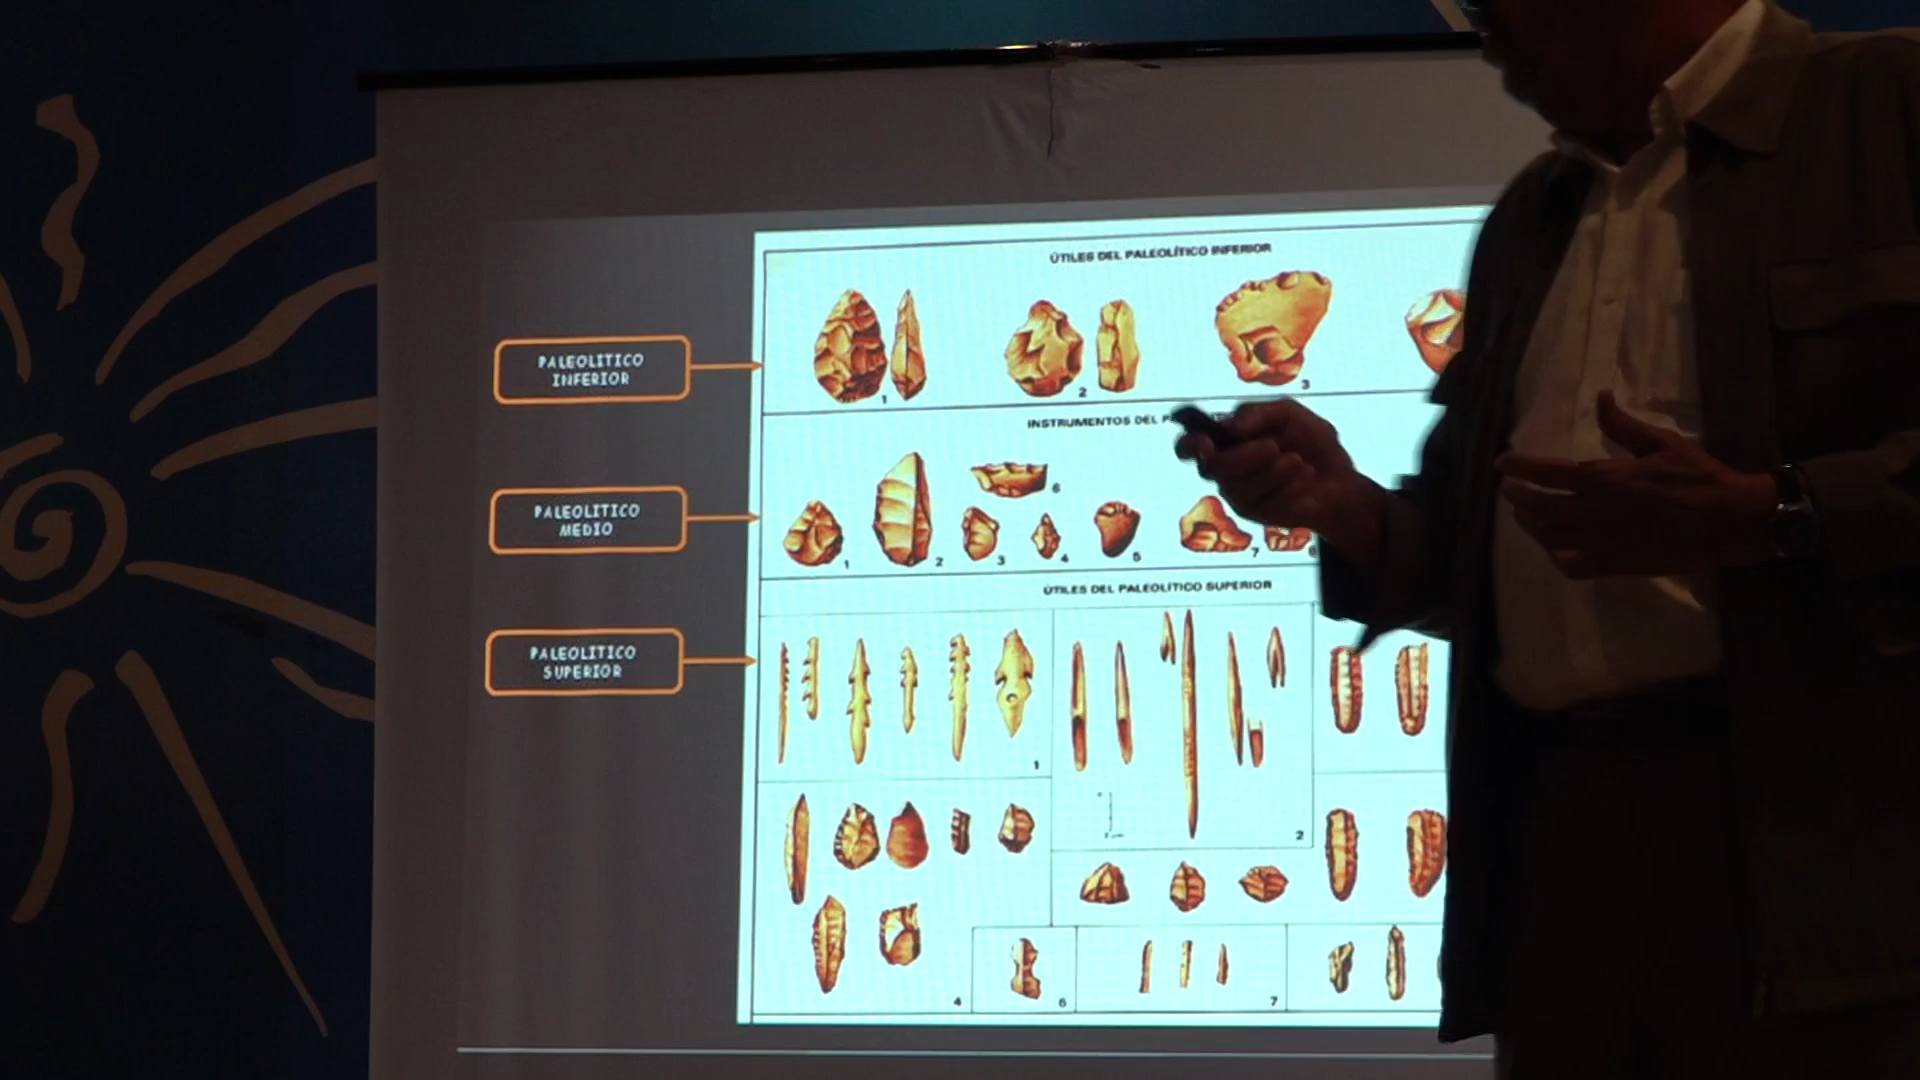 ÚTILES DEL PALEOLÍTICO INFERIOR
1
2
3
PALEOLITICO
INFERIOR
INSTRUMENTOS DEL
6
1
2
3
4
5
7
8
PALEOLITICO
MEDIO
ÚTILES DEL PALEOLÍTICO SUPERIOR
PALEOLITICO
SUPERIOR
1
2
4
6
7